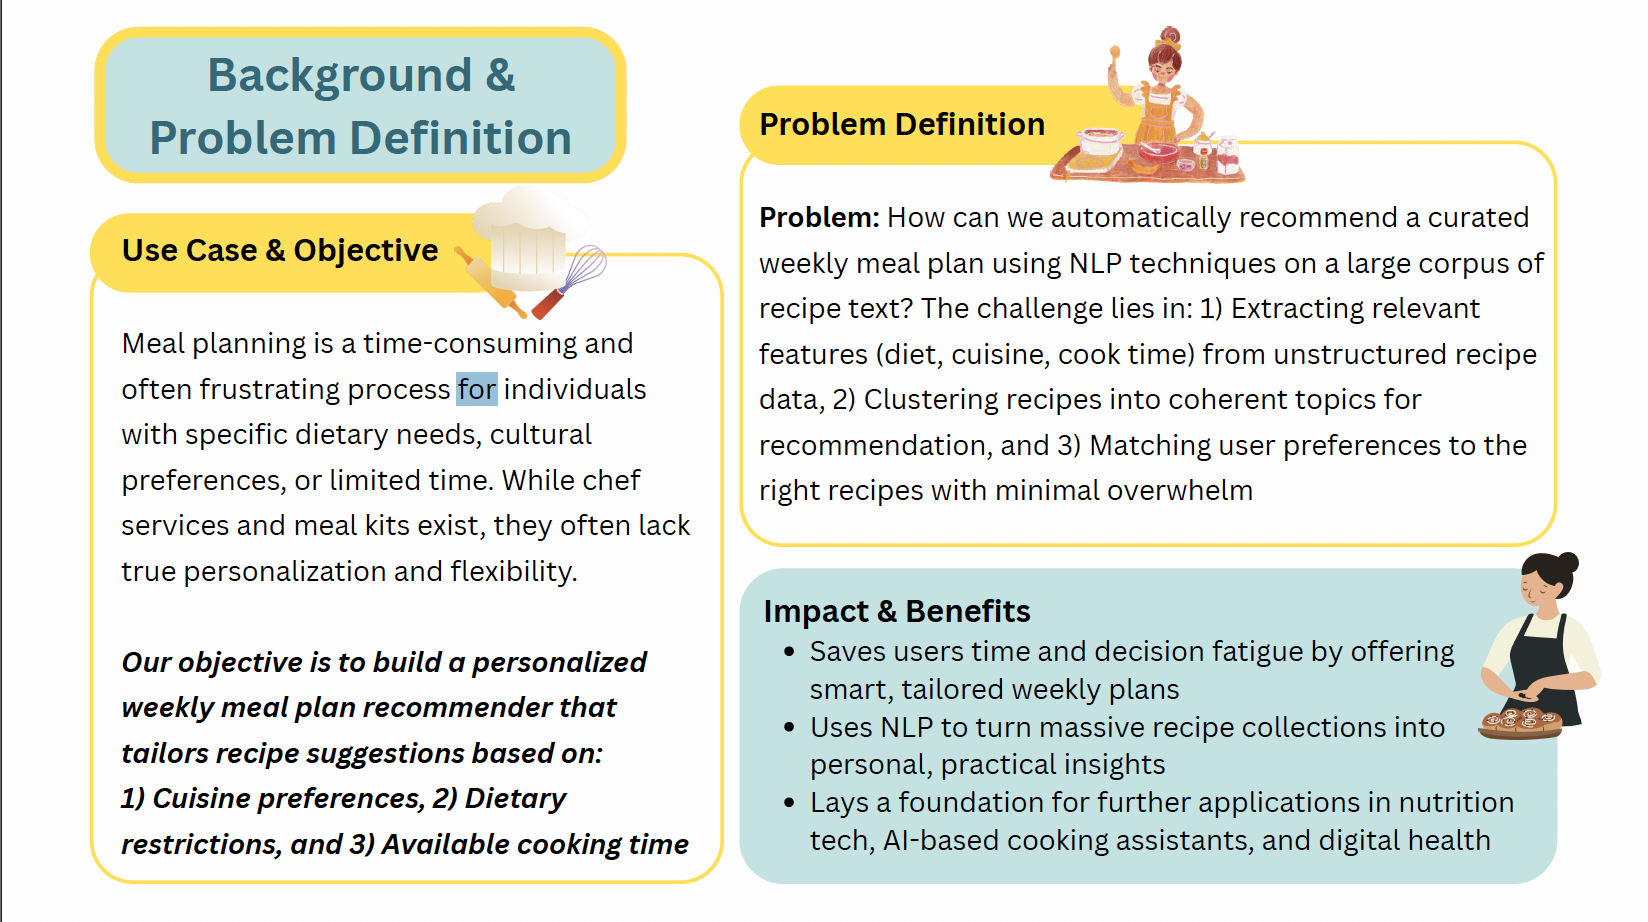 Background &
Problem Definition
Use Case & Objective
Meal planning is a time-consuming and
often frustrating process for individuals
with specific dietary needs, cultural
preferences, or limited time. While chef
services and meal kits exist, they often lack
true personalization and flexibility.
Our objective is to build a personalized
weekly meal plan recommender that
tailors recipe suggestions based on:
1) Cuisine preferences, 2) Dietary
restrictions, and 3) Available cooking time
Problem Definition
Problem: How can we automatically recommend a curated
weekly meal plan using NLP techniques on a large corpus of
recipe text? The challenge lies in: 1) Extracting relevant
features (diet, cuisine, cook time) from unstructured recipe
data, 2) Clustering recipes into coherent topics for
recommendation, and 3) Matching user preferences to the
right recipes with minimal overwhelm
Impact & Benefits
• Saves users time and decision fatigue by offering
smart, tailored weekly plans
• Uses NLP to turn massive recipe collections into
personal, practical insights
• Lays a foundation for further applications in nutrition
tech, AI-based cooking assistants, and digital health